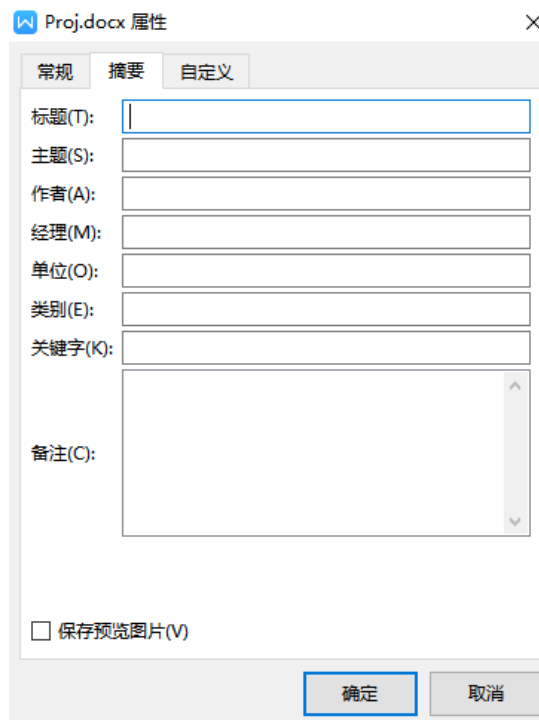 Proj.docx 属性
常规 摘要 自定义
标题(T):
主题(S):
作者(A):
经理(M):
单位(O):
类别(E):
关键字(K):
备注(C):
保存预览图片(V)
确定 取消